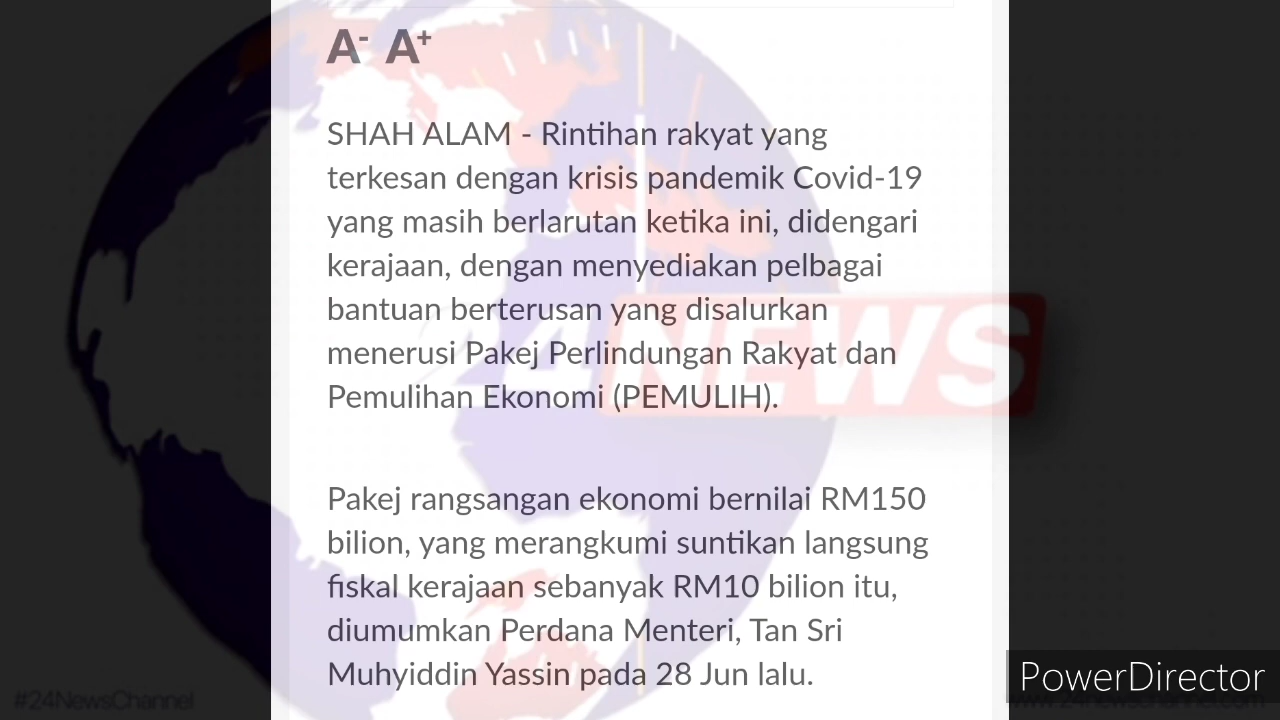 A- A+
SHAH ALAM - Rintihan rakyat yang
terkesan dengan krisis pandemik Covid-19
yang masih berlarutan ketika ini, didengari
kerajaan, dengan menyediakan pelbagai
bantuan berterusan yang disalurkan
menerusi Pakej Perlindungan Rakyat dan
Pemulihan Ekonomi (PEMULIH).
24NEWS
Pakej rangsangan ekonomi bernilai RM150
bilion, yang merangkumi suntikan langsung
fiskal kerajaan sebanyak RM10 bilion itu,
diumumkan Perdana Menteri, Tan Sri
Muhyiddin Yassin pada 28 Jun lalu.
PowerDirector
#24NewsChannel